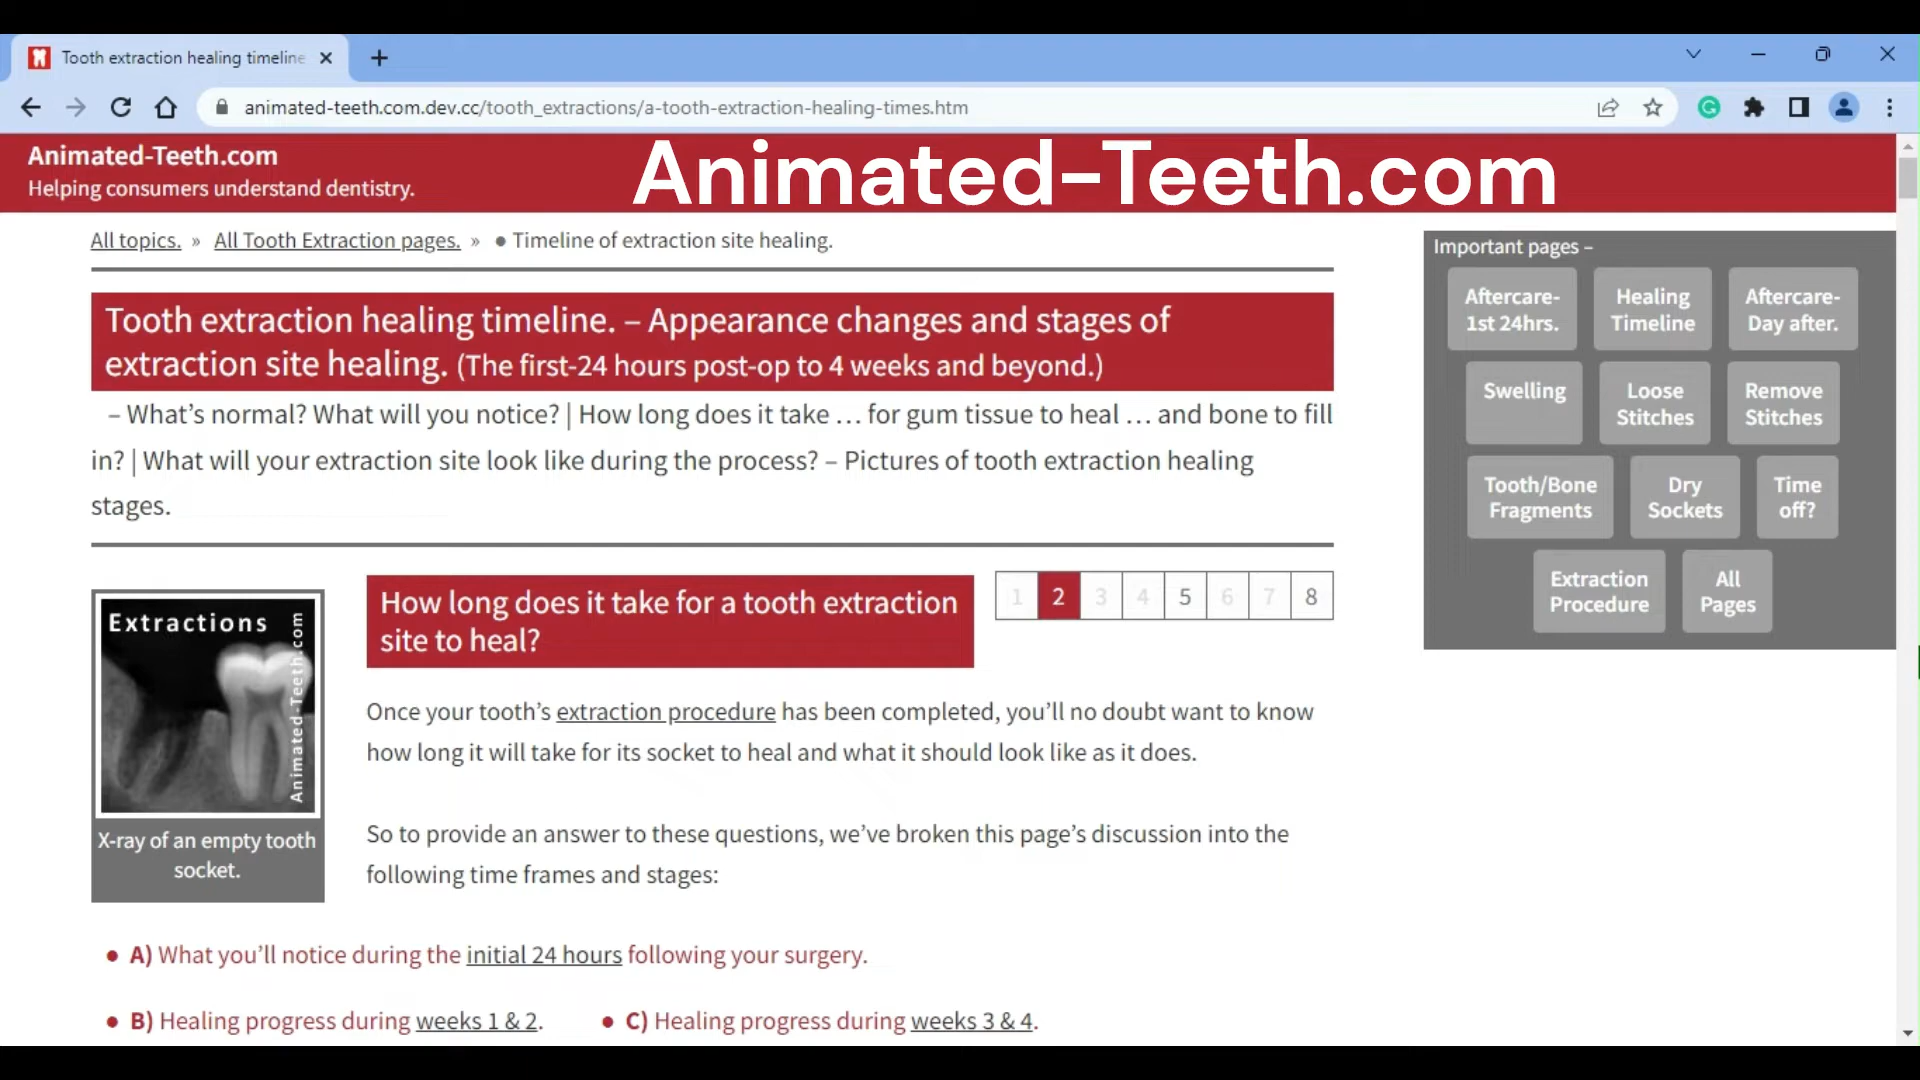 Tooth extraction healing timeline
animated-teeth.com.dev.cc/tooth_extractions/a-tooth-extraction-healing-times.htm
Animated-Teeth.com
Helping consumers understand dentistry.
Animated-Teeth.com
All topics. » All Tooth Extraction pages. » ● Timeline of extraction site healing.
Tooth extraction healing timeline. – Appearance changes and stages of
extraction site healing. (The first-24 hours post-op to 4 weeks and beyond.)
– What’s normal? What will you notice? | How long does it take … for gum tissue to heal … and bone to fill
in? | What will your extraction site look like during the process? – Pictures of tooth extraction healing
stages.
Extractions
Animated-Teeth.com
X-ray of an empty tooth
socket.
How long does it take for a tooth extraction
site to heal?
1 2 3 4 5 6 7 8
Once your tooth’s extraction procedure has been completed, you’ll no doubt want to know
how long it will take for its socket to heal and what it should look like as it does.
So to provide an answer to these questions, we’ve broken this page’s discussion into the
following time frames and stages:
● A) What you’ll notice during the initial 24 hours following your surgery.
● B) Healing progress during weeks 1 & 2. ● C) Healing progress during weeks 3 & 4.
Important pages –
Aftercare-
1st 24hrs.
Healing
Timeline
Aftercare-
Day after.
Swelling
Loose
Stitches
Remove
Stitches
Tooth/Bone
Fragments
Dry
Sockets
Time
off?
Extraction
Procedure
All
Pages